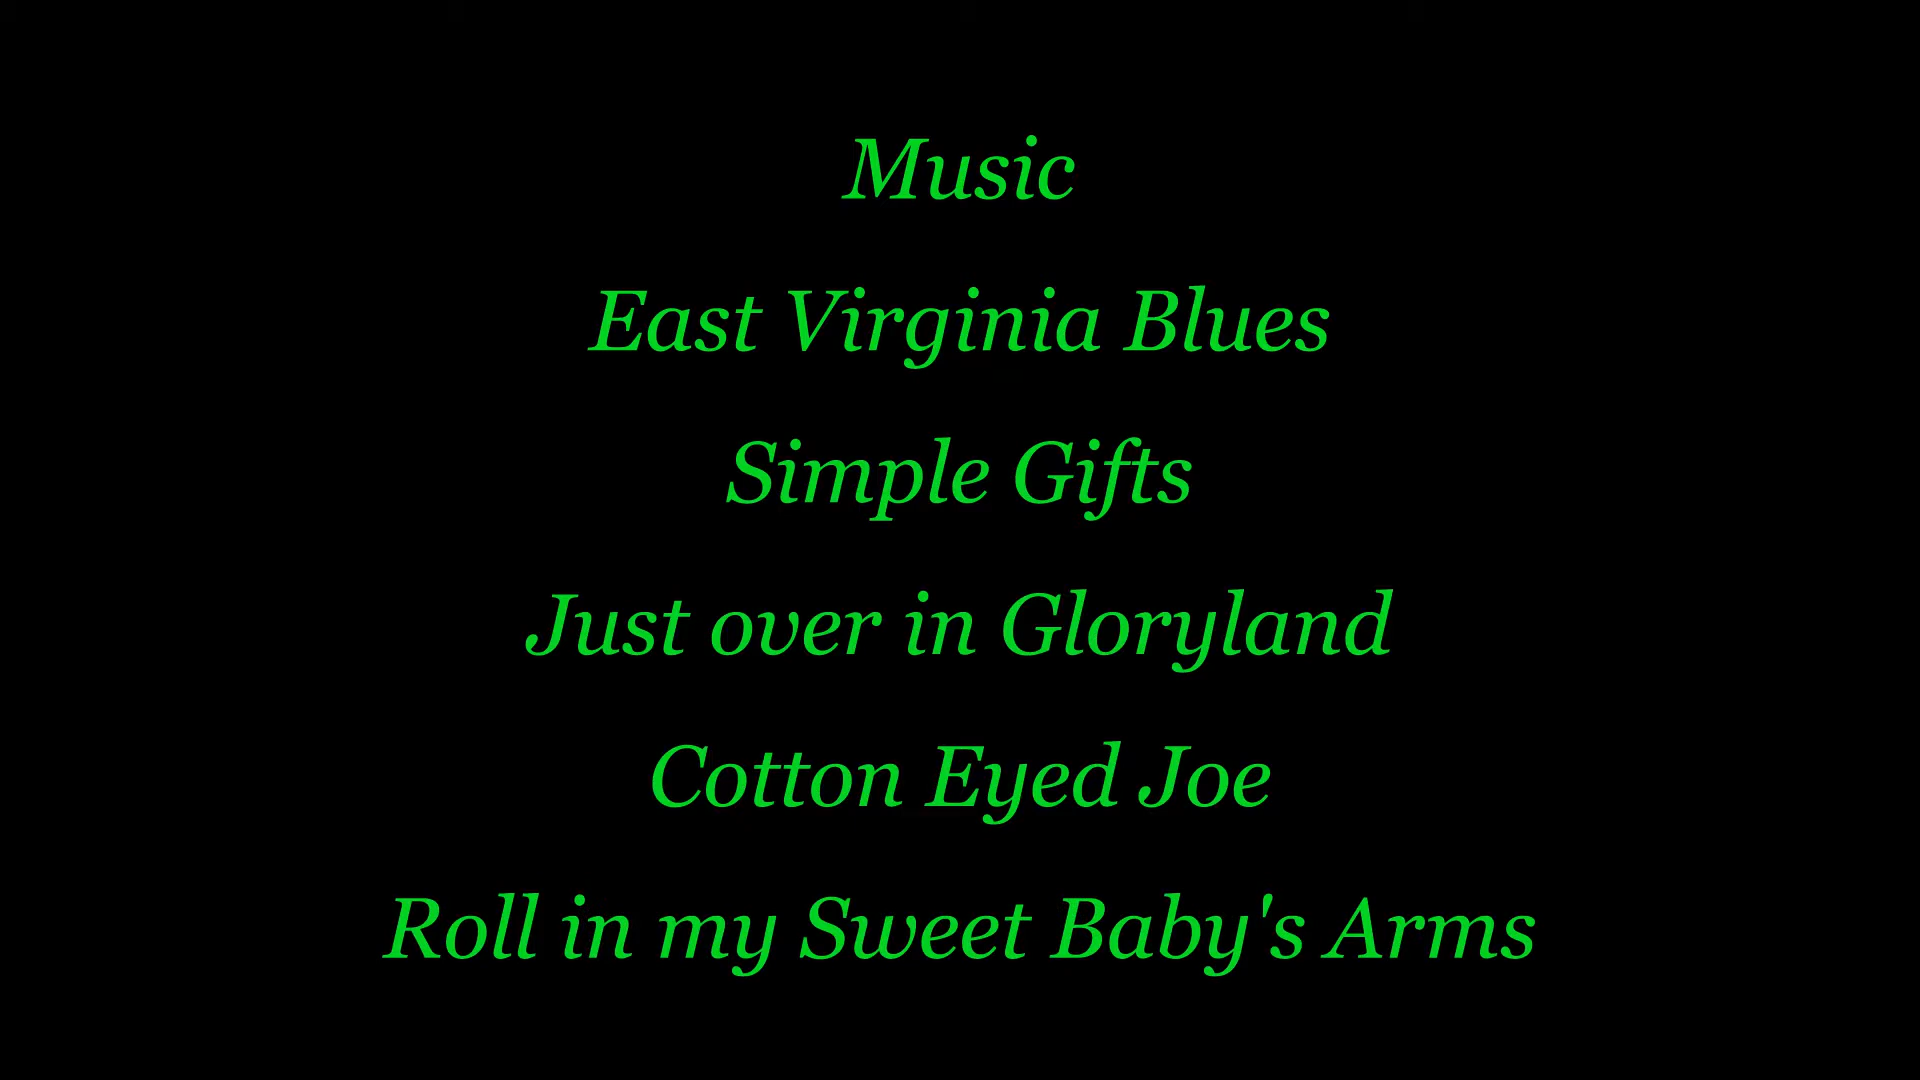 Music
East Virginia Blues
Simple Gifts
Just over in Gloryland
Cotton Eyed Joe
Roll in my Sweet Baby's Arms